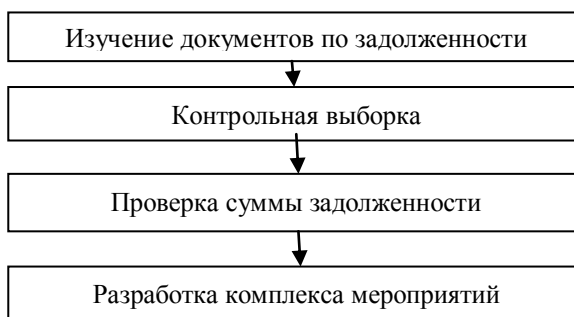 Изучение документов по задолженности
Контрольная выборка
Проверка суммы задолженности
Разработка комплекса мероприятий